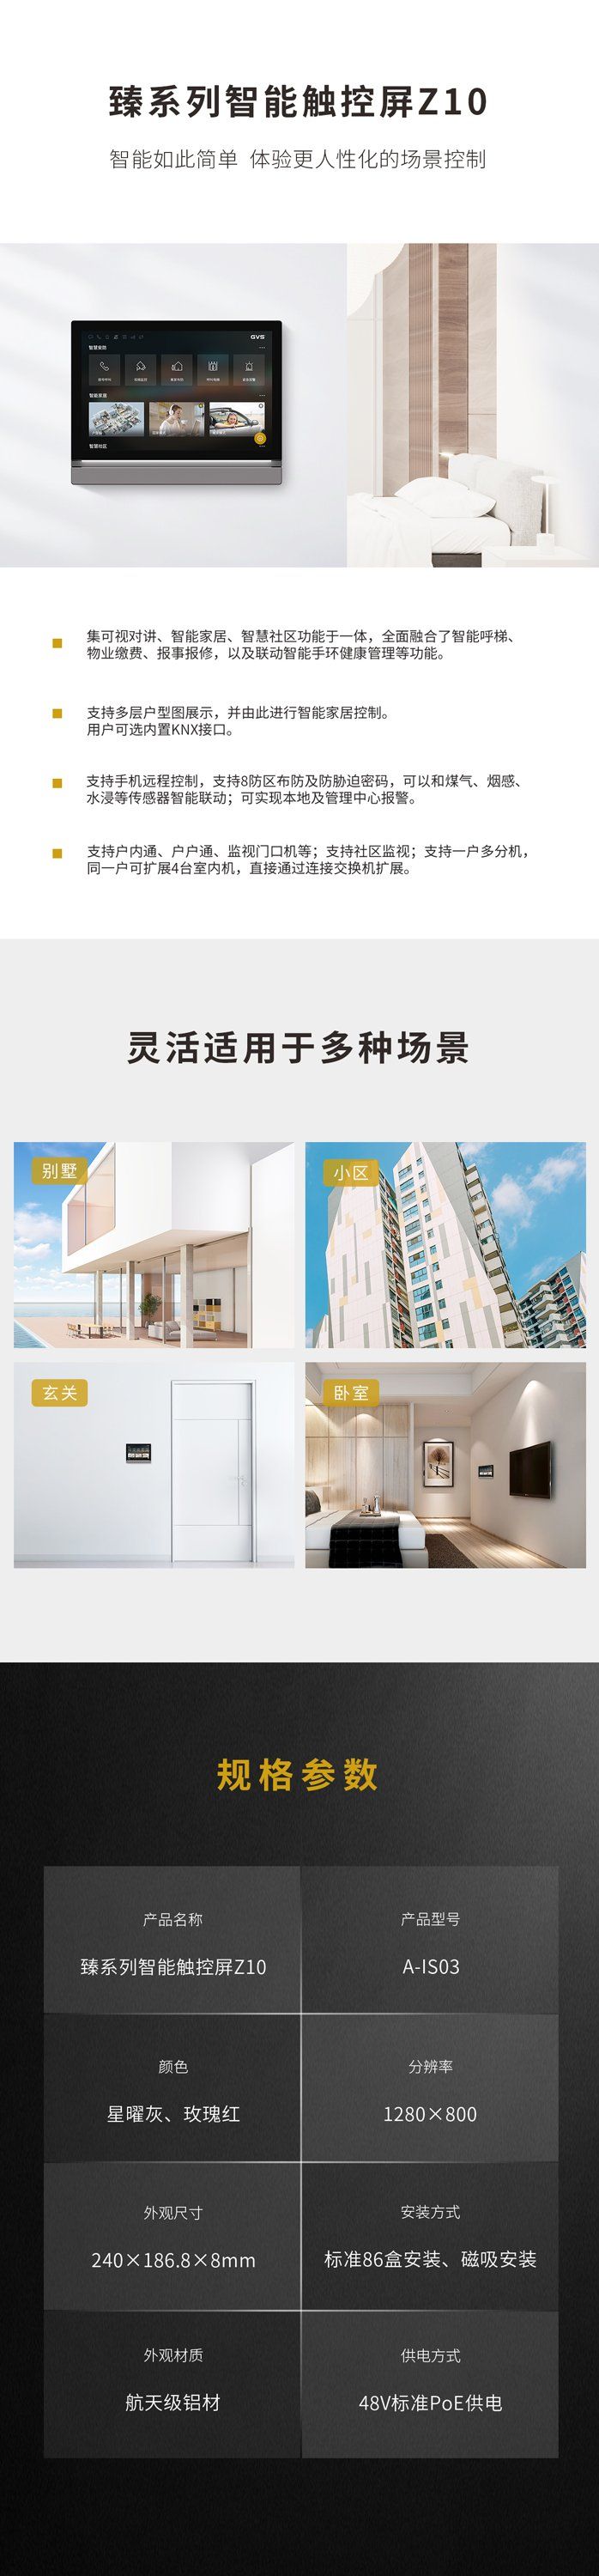 臻系列智能触控屏Z10
智能如此简单 体验更人性化的场景控制
GVS
智慧安防
智能家居
智慧社区
集可视对讲、智能家居、智慧社区功能于一体，全面融合了智能呼梯、
物业缴费、报事报修，以及联动智能手环健康管理等功能。
支持多层户型图展示，并由此进行智能家居控制。
用户可选内置KNX接口。
支持手机远程控制，支持8防区布防及防胁迫密码，可以和煤气、烟感、
水浸等传感器智能联动；可实现本地及管理中心报警。
支持户内通、户户通、监视门口机等；支持社区监视；支持一户多分机，
同一户可扩展4台室内机，直接通过连接交换机扩展。
灵活适用于多种场景
别墅
小区
玄关
卧室
规格参数
产品名称
产品型号
臻系列智能触控屏Z10
A-IS03
颜色
分辨率
星曜灰、玫瑰红
1280×800
外观尺寸
安装方式
240×186.8×8mm
标准86盒安装、磁吸安装
外观材质
供电方式
航天级铝材
48V标准PoE供电